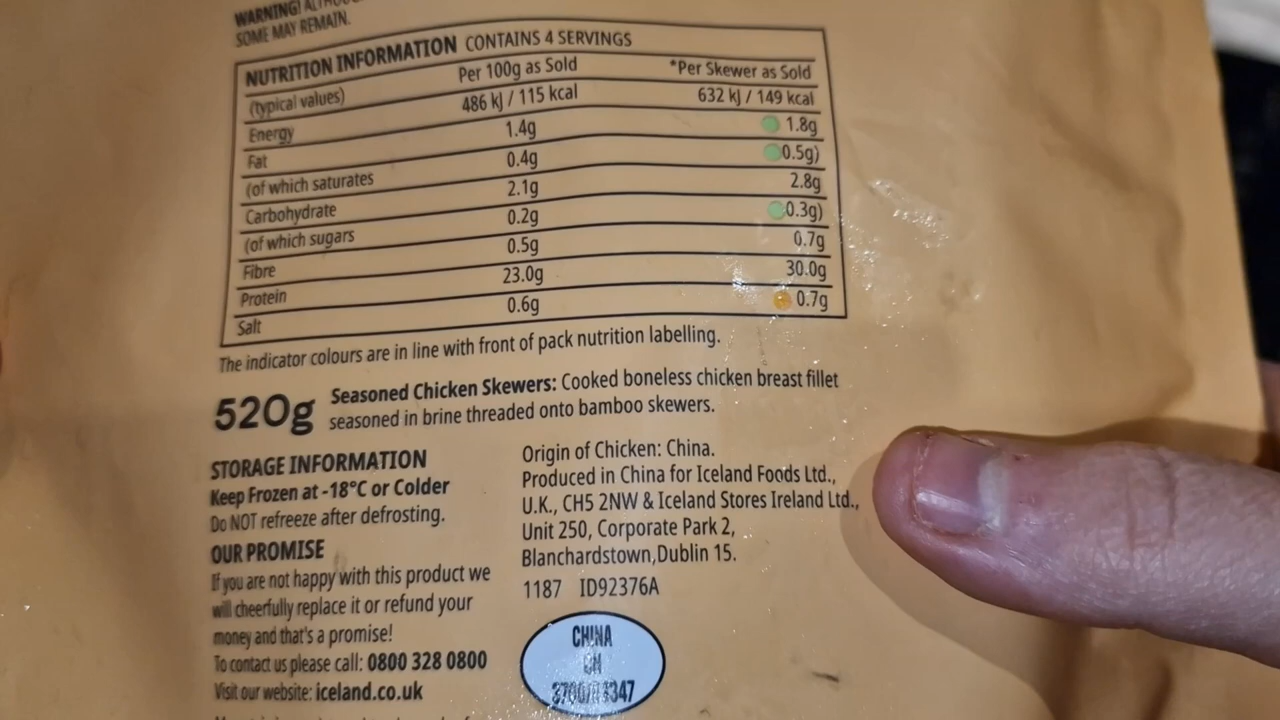 WARNING!
SOME MAY REMAIN.
NUTRITION INFORMATION CONTAINS 4 SERVINGS
(typical values) Per 100g as Sold *Per Skewer as Sold
Energy 486 kJ / 115 kcal 632 kJ / 149 kcal
Fat 1.4g 1.8g
(of which saturates 0.4g 0.5g)
Carbohydrate 2.1g 2.8g
(of which sugars 0.2g 0.3g)
Fibre 0.5g 0.7g
Protein 23.0g 30.0g
Salt 0.6g 0.7g
The indicator colours are in line with front of pack nutrition labelling.
520g Seasoned Chicken Skewers: Cooked boneless chicken breast fillet
seasoned in brine threaded onto bamboo skewers.
STORAGE INFORMATION
Keep Frozen at -18°C or Colder
Do NOT refreeze after defrosting.
OUR PROMISE
If you are not happy with this product we
will cheerfully replace it or refund your
money and that's a promise!
To contact us please call: 0800 328 0800
Visit our website: iceland.co.uk
Origin of Chicken: China.
Produced in China for Iceland Foods Ltd.,
U.K., CH5 2NW & Iceland Stores Ireland Ltd.,
Unit 250, Corporate Park 2,
Blanchardstown,Dublin 15.
1187 ID92376A
CHINA